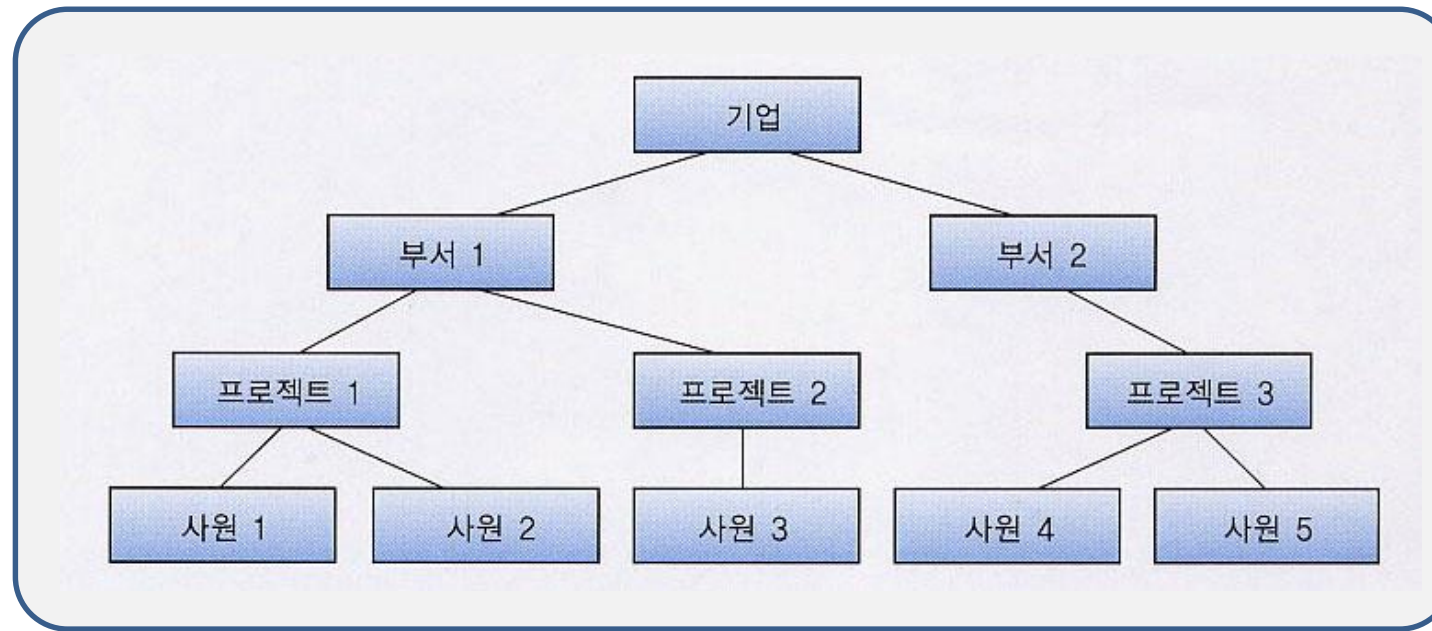 기업
부서 1
부서 2
프로젝트 1
프로젝트 2
프로젝트 3
사원 1
사원 2
사원 3
사원 4
사원 5